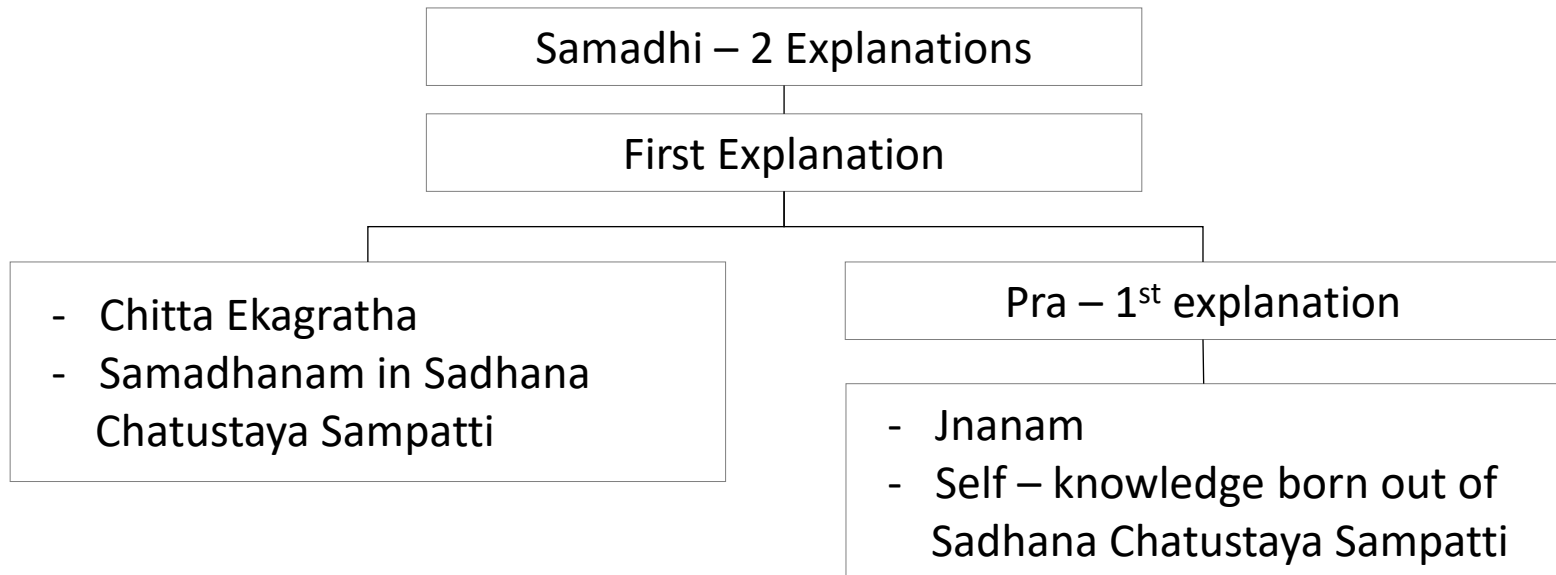 Samadhi – 2 Explanations
First Explanation
- Chitta Ekagratha
- Samadhanam in Sadhana
Chatustaya Sampatti
Pra – 1st explanation
- Jnanam
- Self – knowledge born out of
Sadhana Chatustaya Sampatti